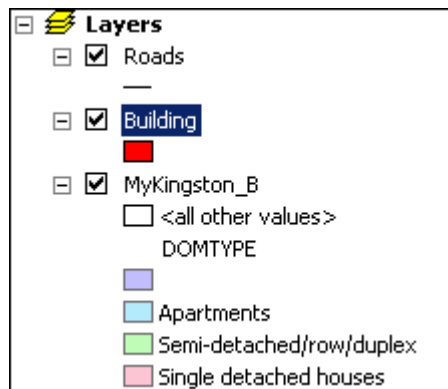 Layers
Roads
Building
MyKingston_B
<all other values>
DOMTYPE
Apartments
Semi-detached/row/duplex
Single detached houses